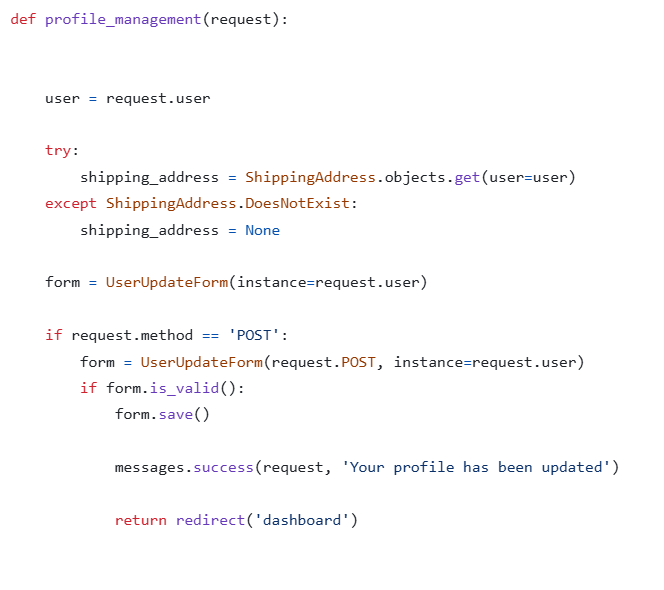 def profile_management(request):
    user = request.user
    try:
        shipping_address = ShippingAddress.objects.get(user=user)
    except ShippingAddress.DoesNotExist:
        shipping_address = None
    form = UserUpdateForm(instance=request.user)
    if request.method == 'POST':
        form = UserUpdateForm(request.POST, instance=request.user)
        if form.is_valid():
            form.save()
            messages.success(request, 'Your profile has been updated')
            return redirect('dashboard')